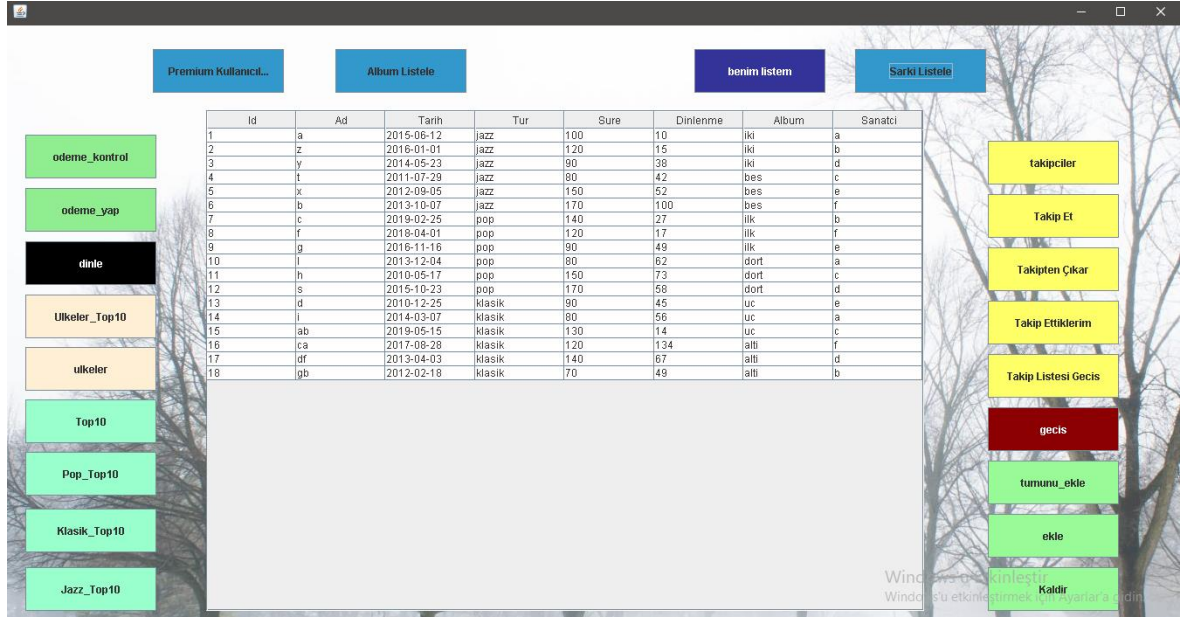 Premium Kullanıcıl... Album Listele benim listem Sarki Listele
Id Ad Tarih Tur Sure Dinlenme Album Sanatci
1 a 2015-06-12 jazz 100 10 iki a
2 z 2016-01-01 jazz 120 15 iki b
3 y 2014-05-23 jazz 90 38 iki d
4 t 2011-07-29 jazz 80 42 bes c
5 x 2012-09-05 jazz 150 52 bes e
6 b 2013-10-07 jazz 170 100 bes f
7 c 2019-02-25 pop 140 27 ilk b
8 f 2018-04-01 pop 120 17 ilk f
9 g 2016-11-16 pop 90 49 ilk e
10 l 2013-12-04 pop 80 62 dort a
11 h 2010-05-17 pop 150 73 dort c
12 s 2015-10-23 pop 170 58 dort d
13 d 2010-12-25 klasik 90 45 uc e
14 i 2014-03-07 klasik 80 56 uc a
15 ab 2019-05-15 klasik 130 14 uc c
16 ca 2017-08-28 klasik 120 134 alti f
17 df 2013-04-03 klasik 140 67 alti d
18 gb 2012-02-18 klasik 70 49 alti b
odeme_kontrol
odeme_yap
dinle
Ulkeler_Top10
ulkeler
Top10
Pop_Top10
Klasik_Top10
Jazz_Top10
takipciler
Takip Et
Takipten Çıkar
Takip Ettiklerim
Takip Listesi Gecis
gecis
tumunu_ekle
ekle
Kaldir
Windows'u etkinleştir
Windows'u etkinleştirmek için Ayarlar'a gidin.